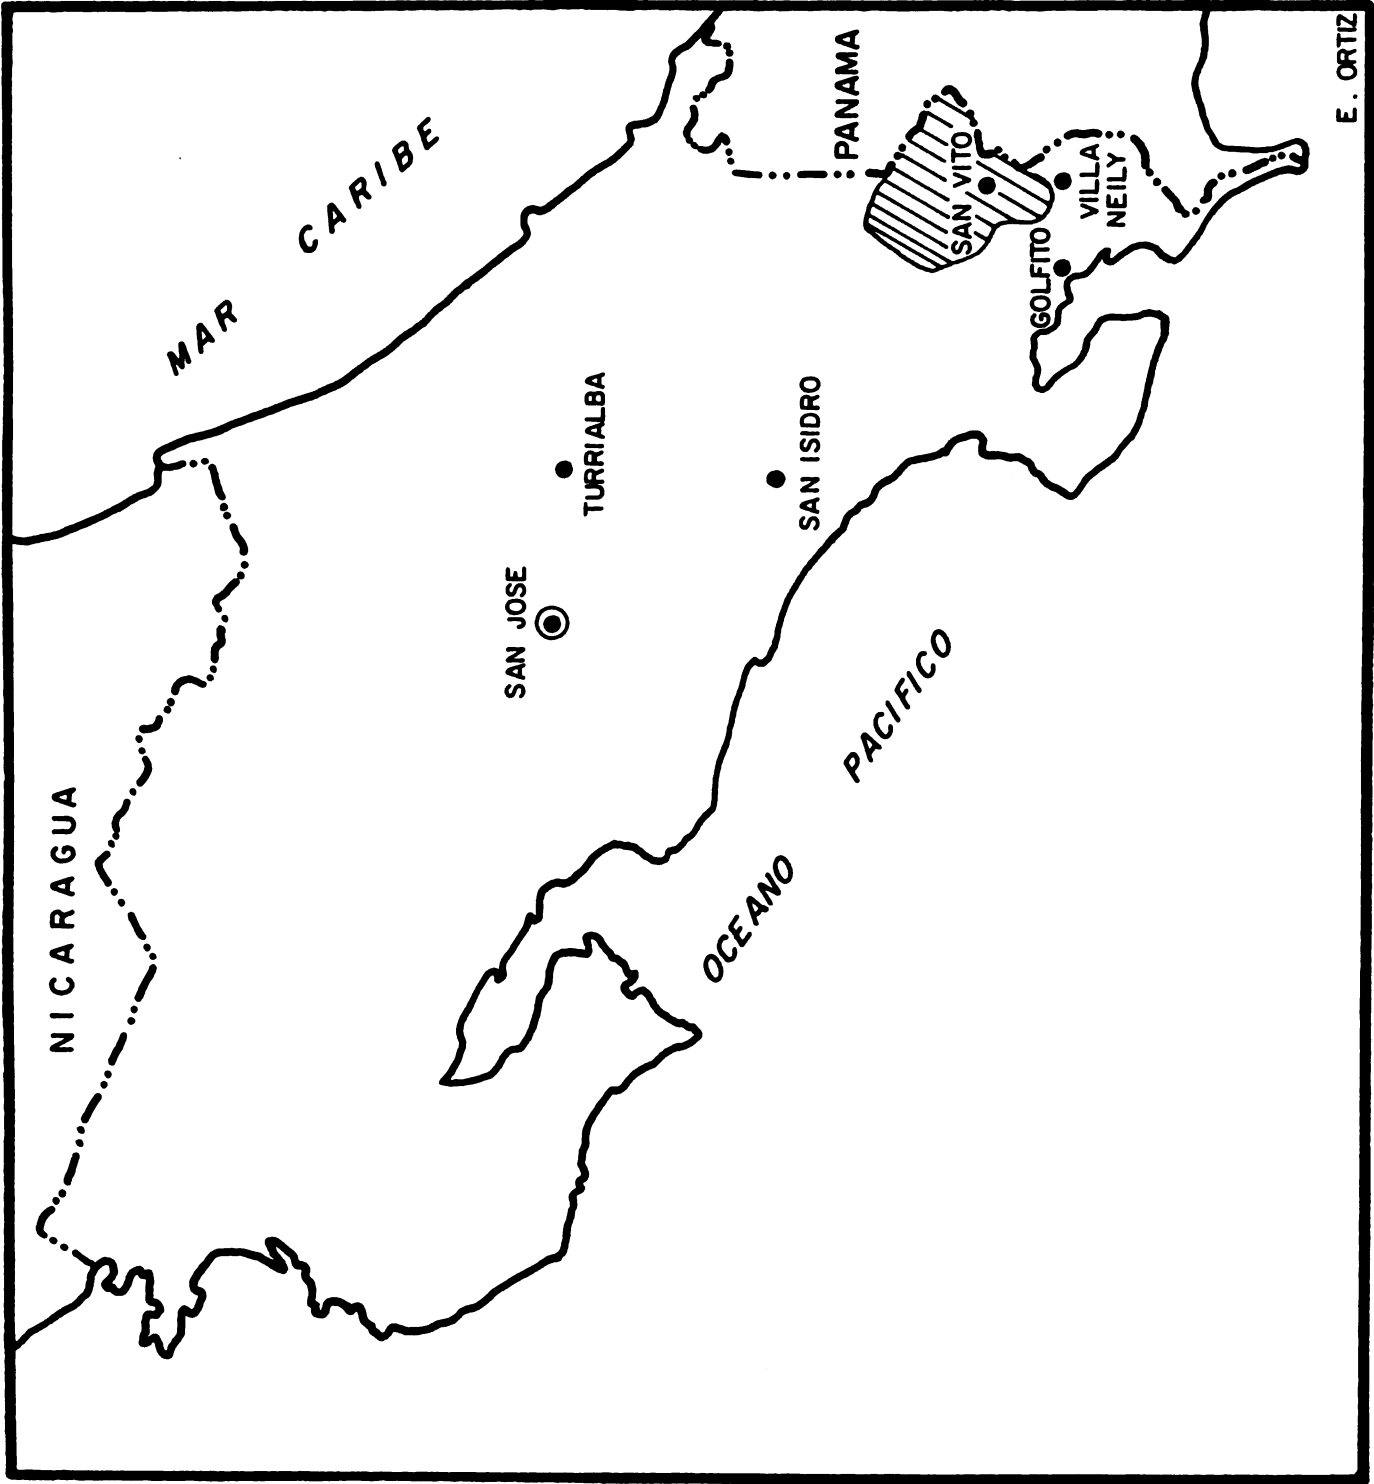 NICARAGUA
MAR CARIBE
SAN JOSE
TURRIALBA
SAN ISIDRO
PANAMA
SAN VITO
GOLFITO
VILLA
NEILY
OCEANO PACIFICO
E. ORTIZ